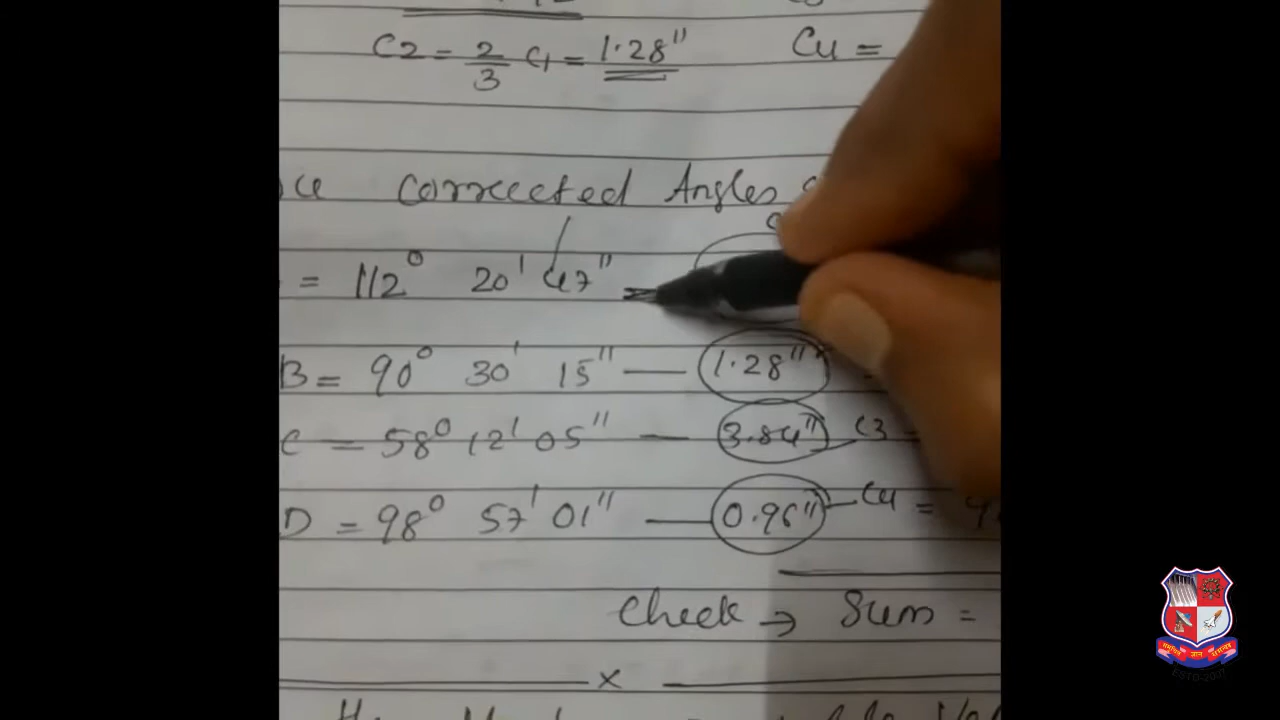 C2 = 2/3 C1 = 1.28" C4 =
Corrected Angles
= 112° 20' 47"
B = 90° 30' 15" — 1.28"
C = 58° 12' 05" — 3.84" C3 =
D = 98° 57' 01" — 0.96" C4 =
Check → Sum =
x